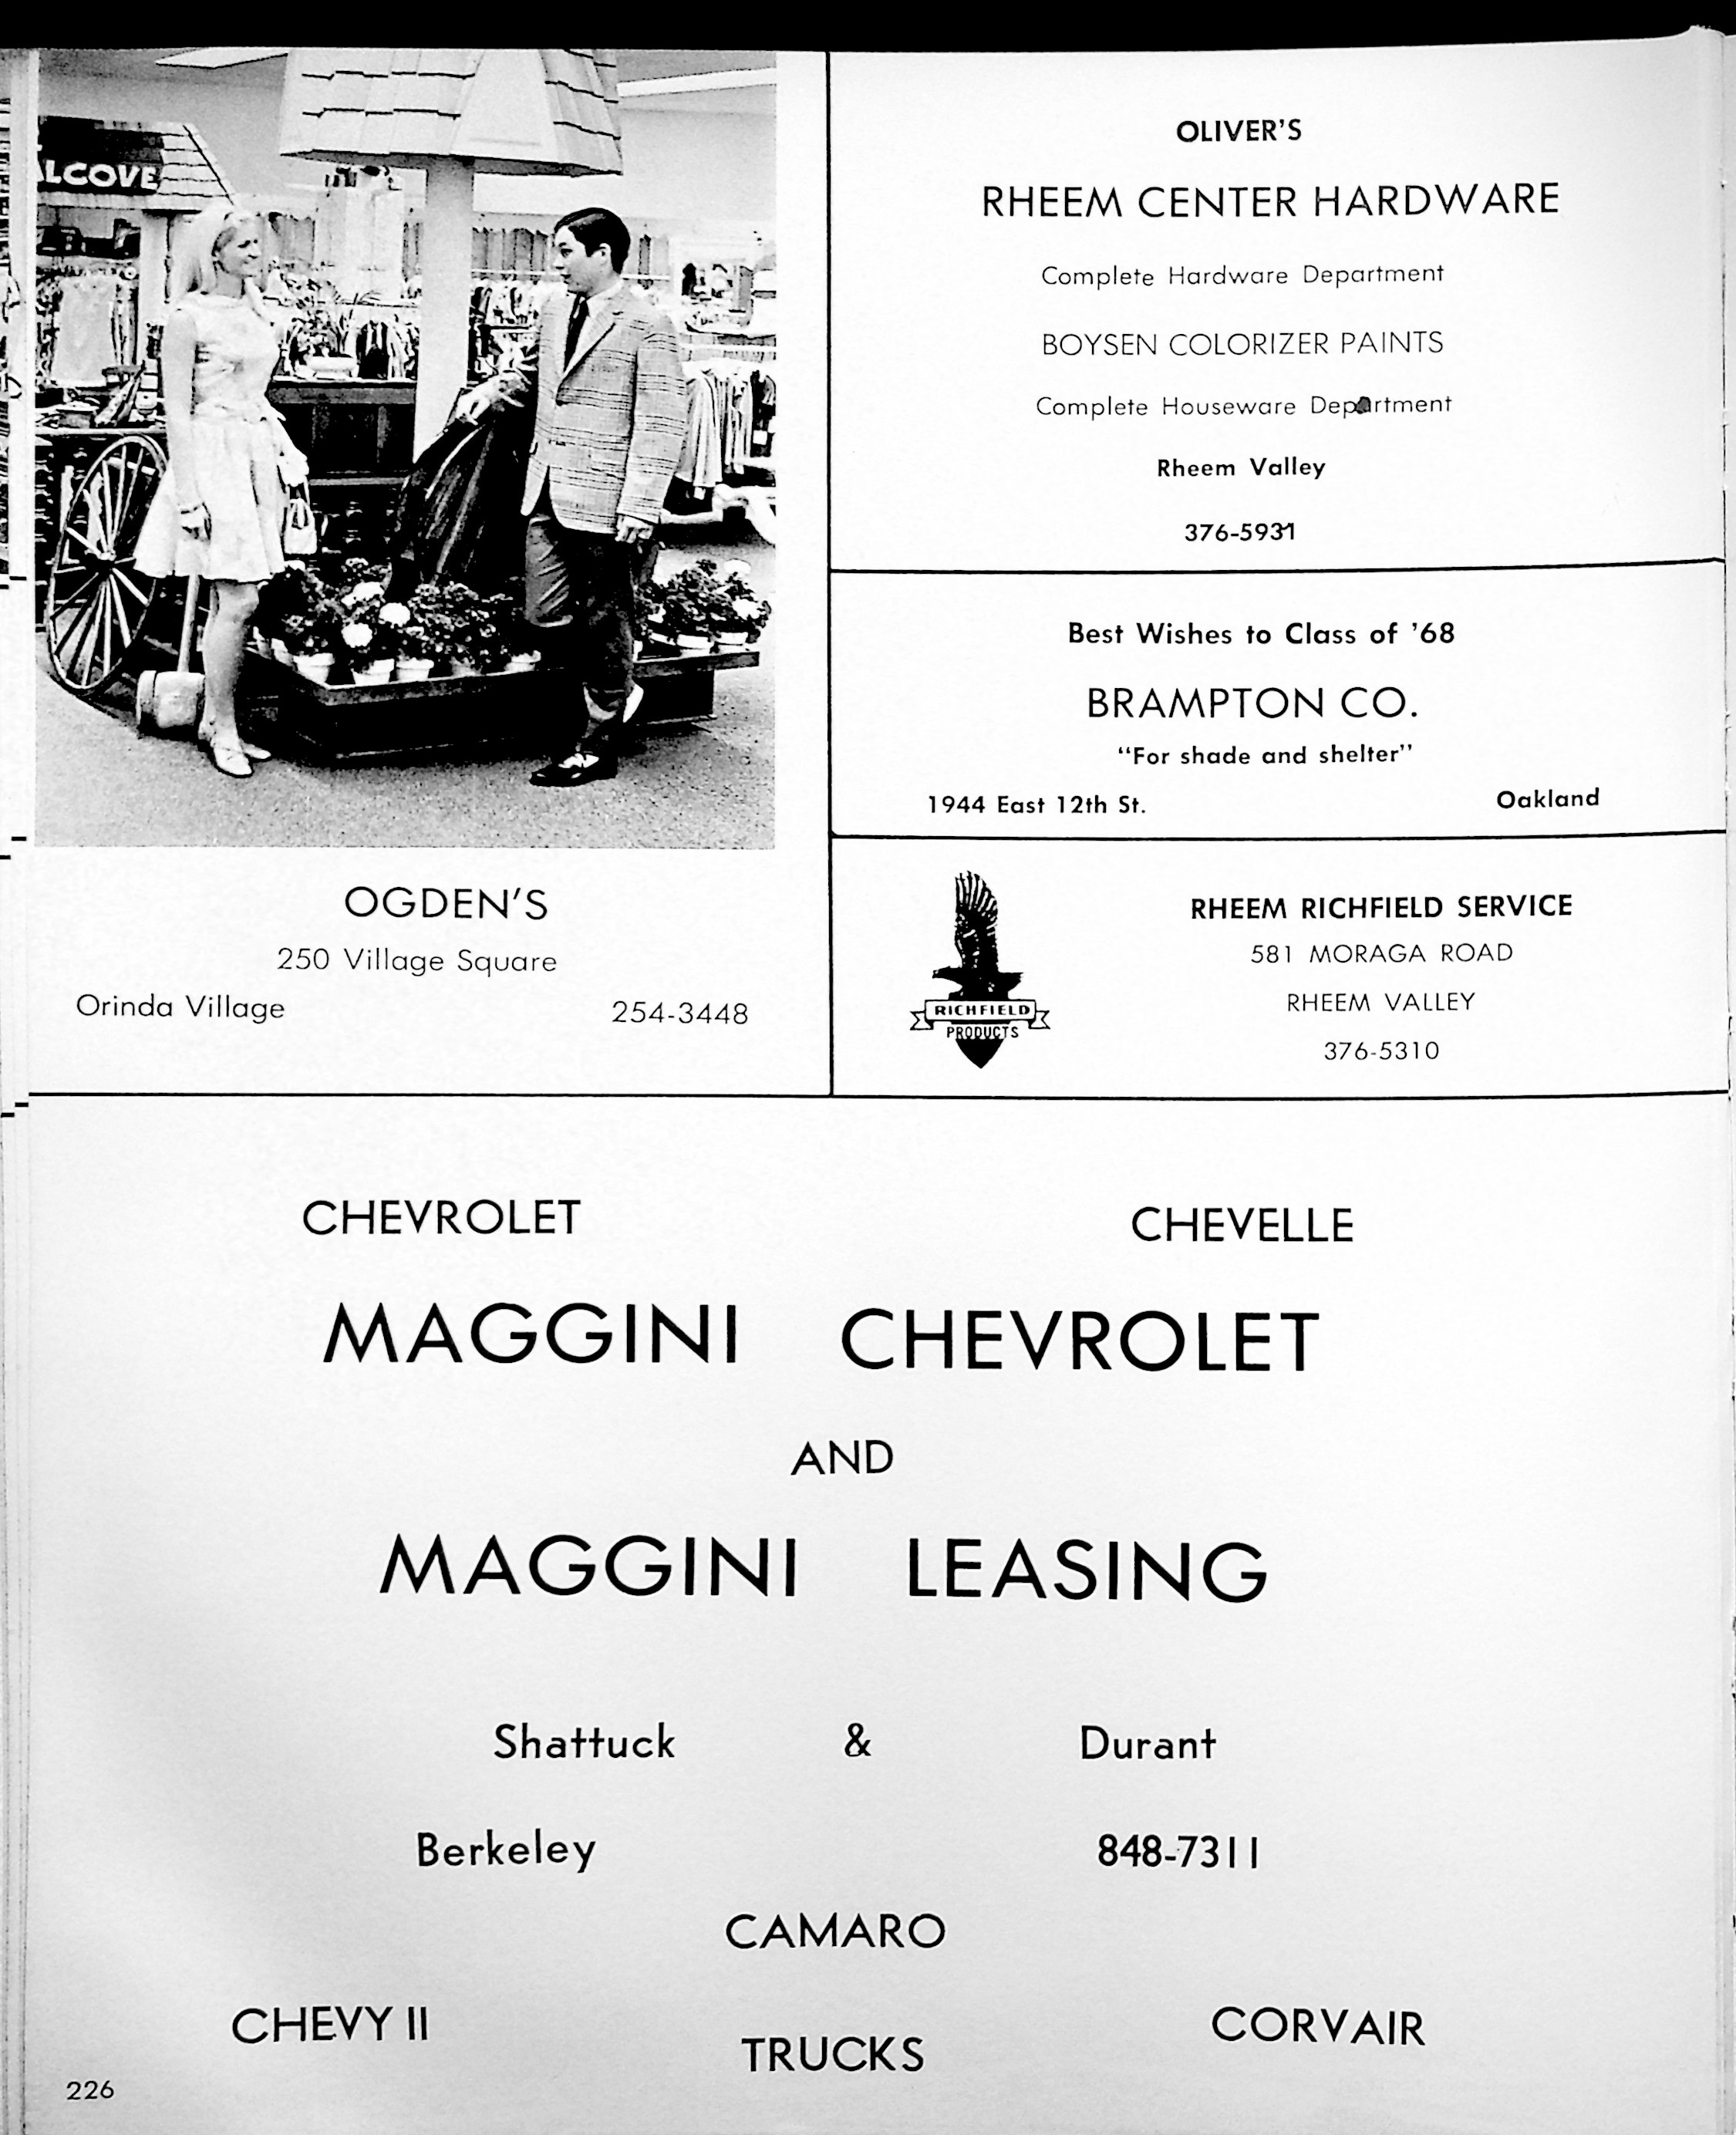 LCOVE
OGDEN'S
250 Village Square
Orinda Village 254-3448
OLIVER'S
RHEEM CENTER HARDWARE
Complete Hardware Department
BOYSEN COLORIZER PAINTS
Complete Houseware Department
Rheem Valley
376-5931
Best Wishes to Class of '68
BRAMPTON CO.
"For shade and shelter"
1944 East 12th St. Oakland
RICHFIELD
PRODUCTS
RHEEM RICHFIELD SERVICE
581 MORAGA ROAD
RHEEM VALLEY
376-5310
CHEVROLET CHEVELLE
MAGGINI CHEVROLET
AND
MAGGINI LEASING
Shattuck & Durant
Berkeley 848-7311
CAMARO
CHEVY II CORVAIR
TRUCKS
226